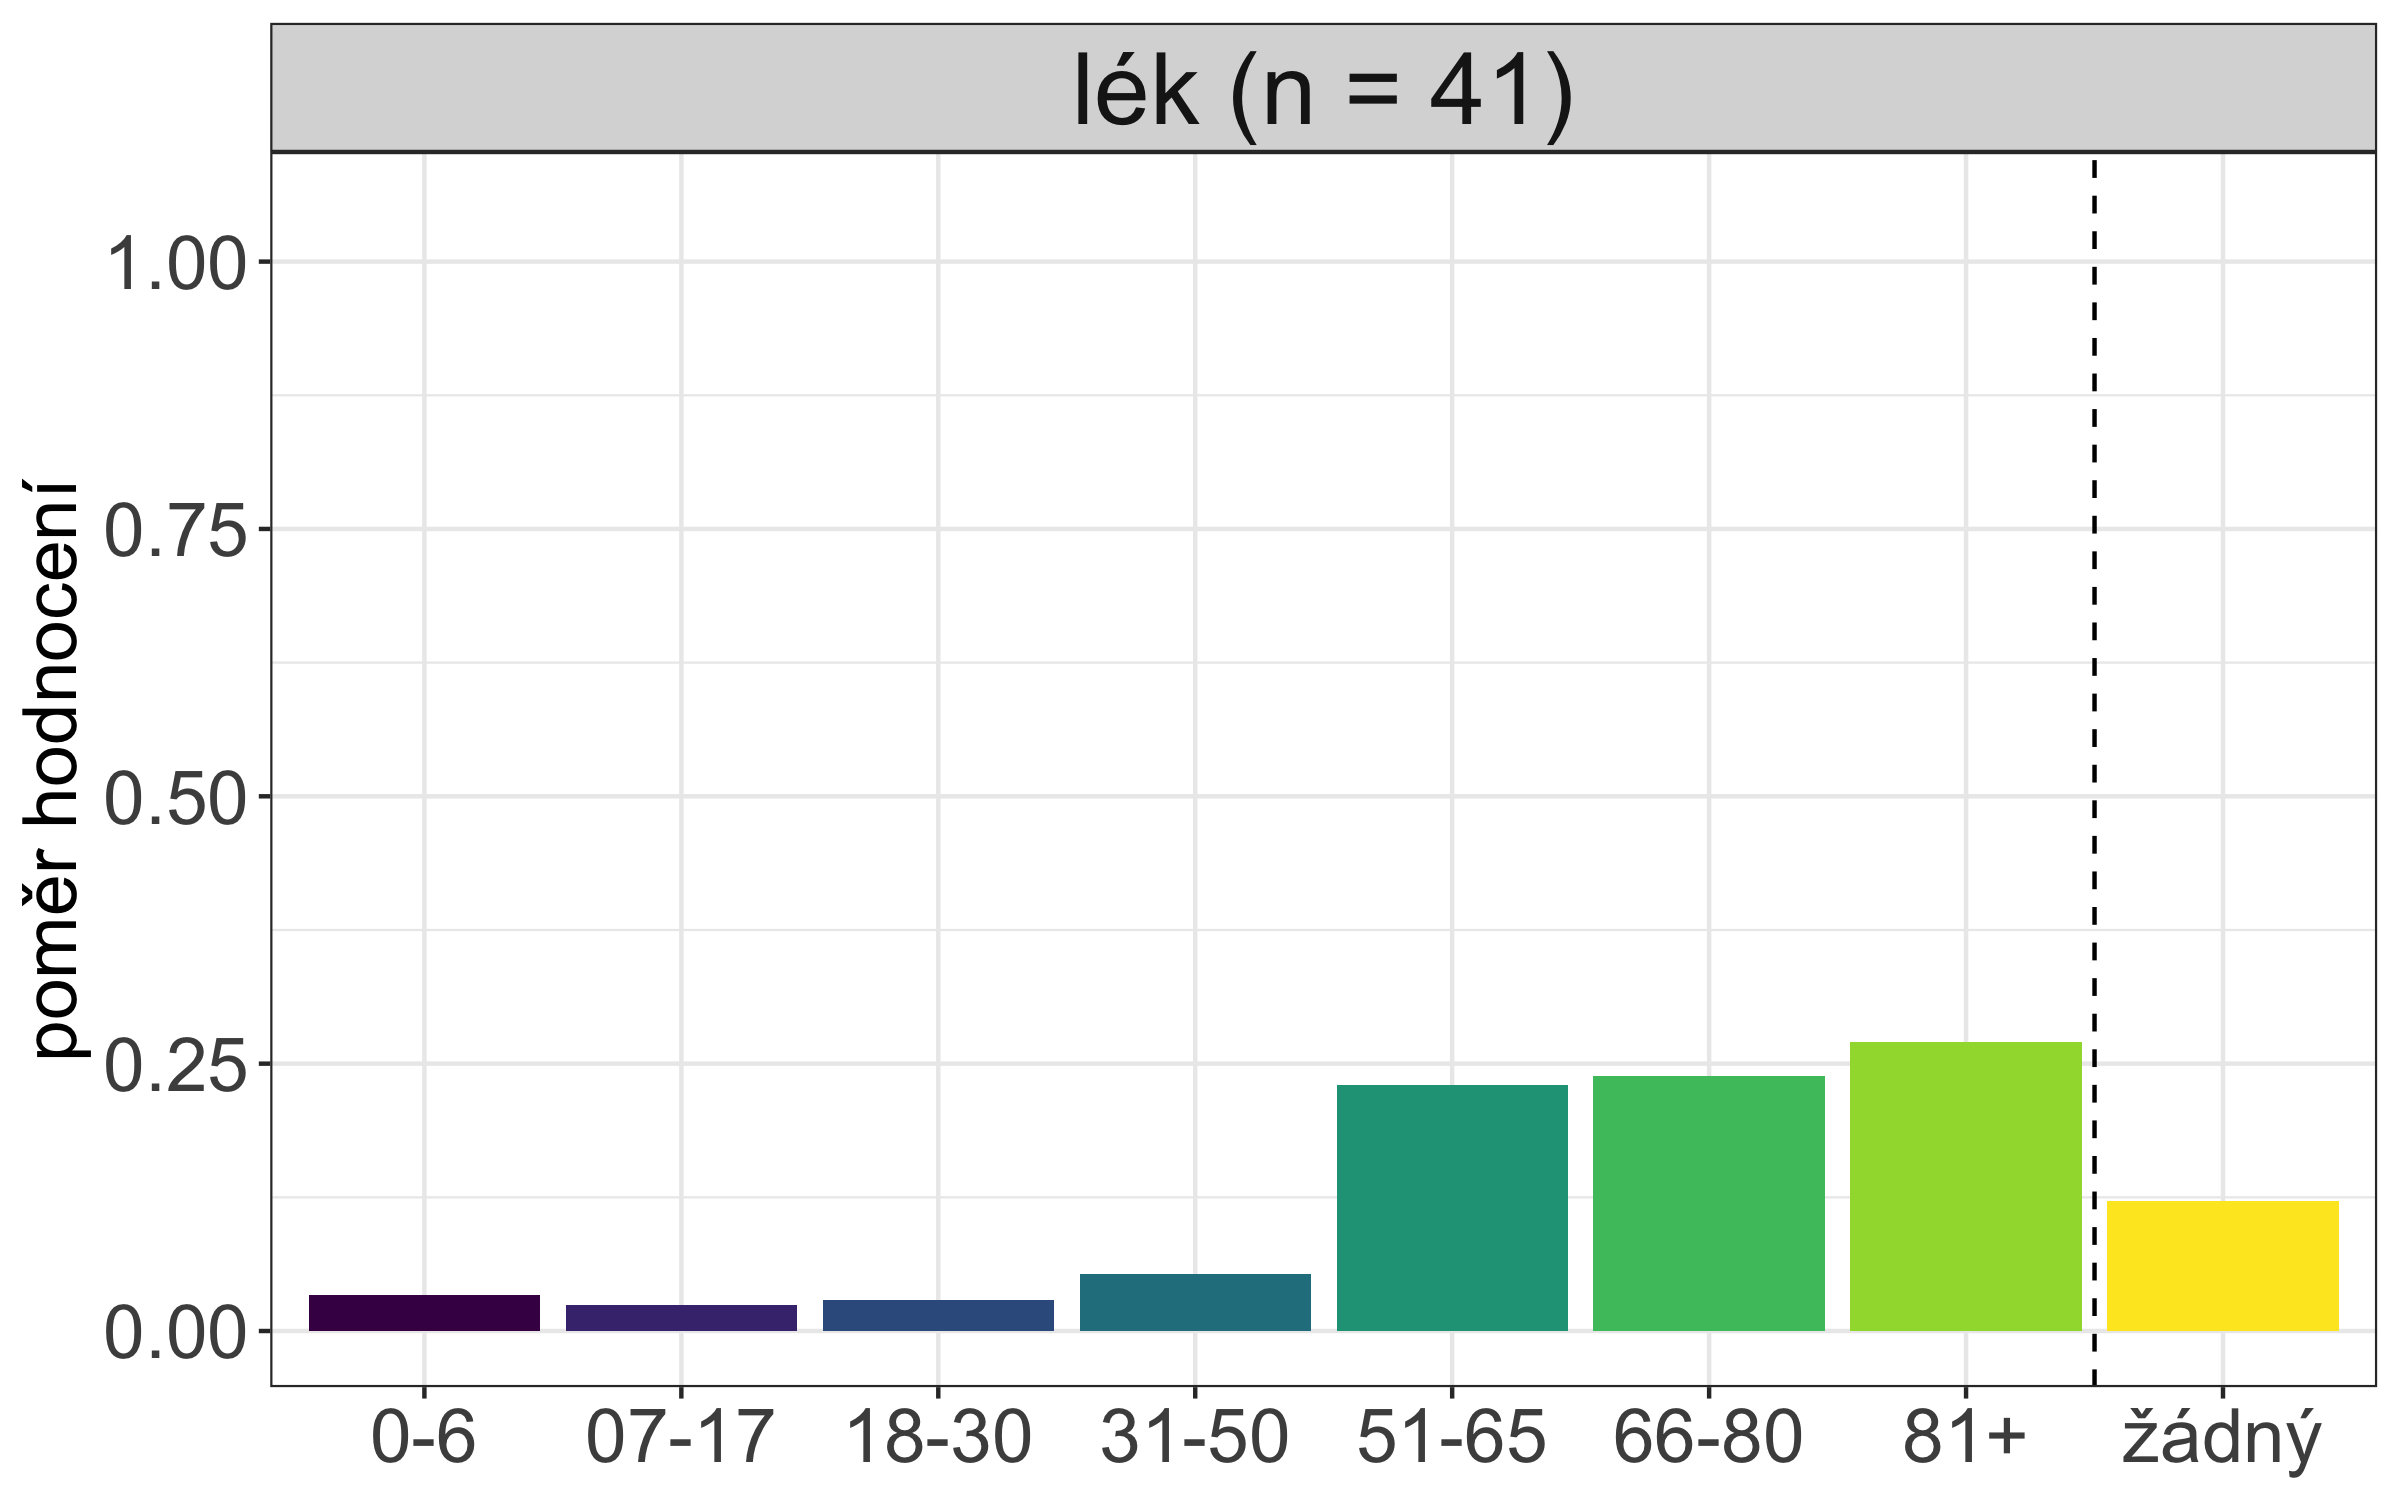 lék (n = 41)
poměr hodnocení
1.00
0.75
0.50
0.25
0.00
0-6 07-17 18-30 31-50 51-65 66-80 81+ žádný